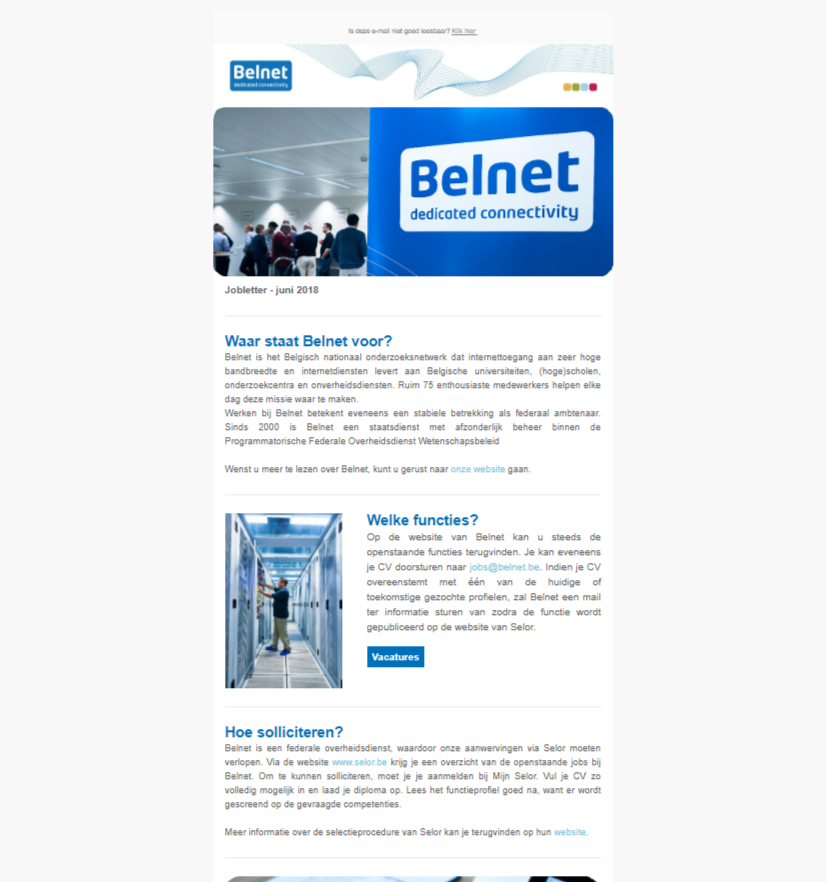 Is deze e-mail niet goed leesbaar? Klik hier
Belnet
dedicated connectivity
Belnet
dedicated connectivity
Jobletter - juni 2018
Waar staat Belnet voor?
Belnet is het Belgisch nationaal onderzoeksnetwerk dat internettoegang aan zeer hoge
bandbreedte en internetdiensten levert aan Belgische universiteiten, (hoge)scholen,
onderzoekcentra en onverheidsdiensten. Ruim 75 enthousiaste medewerkers helpen elke
dag deze missie waar te maken.
Werken bij Belnet betekent eveneens een stabiele betrekking als federaal ambtenaar.
Sinds 2000 is Belnet een staatsdienst met afzonderlijk beheer binnen de
Programmatorische Federale Overheidsdienst Wetenschapsbeleid
Wenst u meer te lezen over Belnet, kunt u gerust naar onze website gaan.
Welke functies?
Op de website van Belnet kan u steeds de
openstaande functies terugvinden. Je kan eveneens
je CV doorsturen naar jobs@belnet.be. Indien je CV
overeenstemt met één van de huidige of
toekomstige gezochte profielen, zal Belnet een mail
ter informatie sturen van zodra de functie wordt
gepubliceerd op de website van Selor.
Vacatures
Hoe solliciteren?
Belnet is een federale overheidsdienst, waardoor onze aanwervingen via Selor moeten
verlopen. Via de website www.selor.be krijg je een overzicht van de openstaande jobs bij
Belnet. Om te kunnen solliciteren, moet je je aanmelden bij Mijn Selor. Vul je CV zo
volledig mogelijk in en laad je diploma op. Lees het functieprofiel goed na, want er wordt
gescreend op de gevraagde competenties.
Meer informatie over de selectieprocedure van Selor kan je terugvinden op hun website.